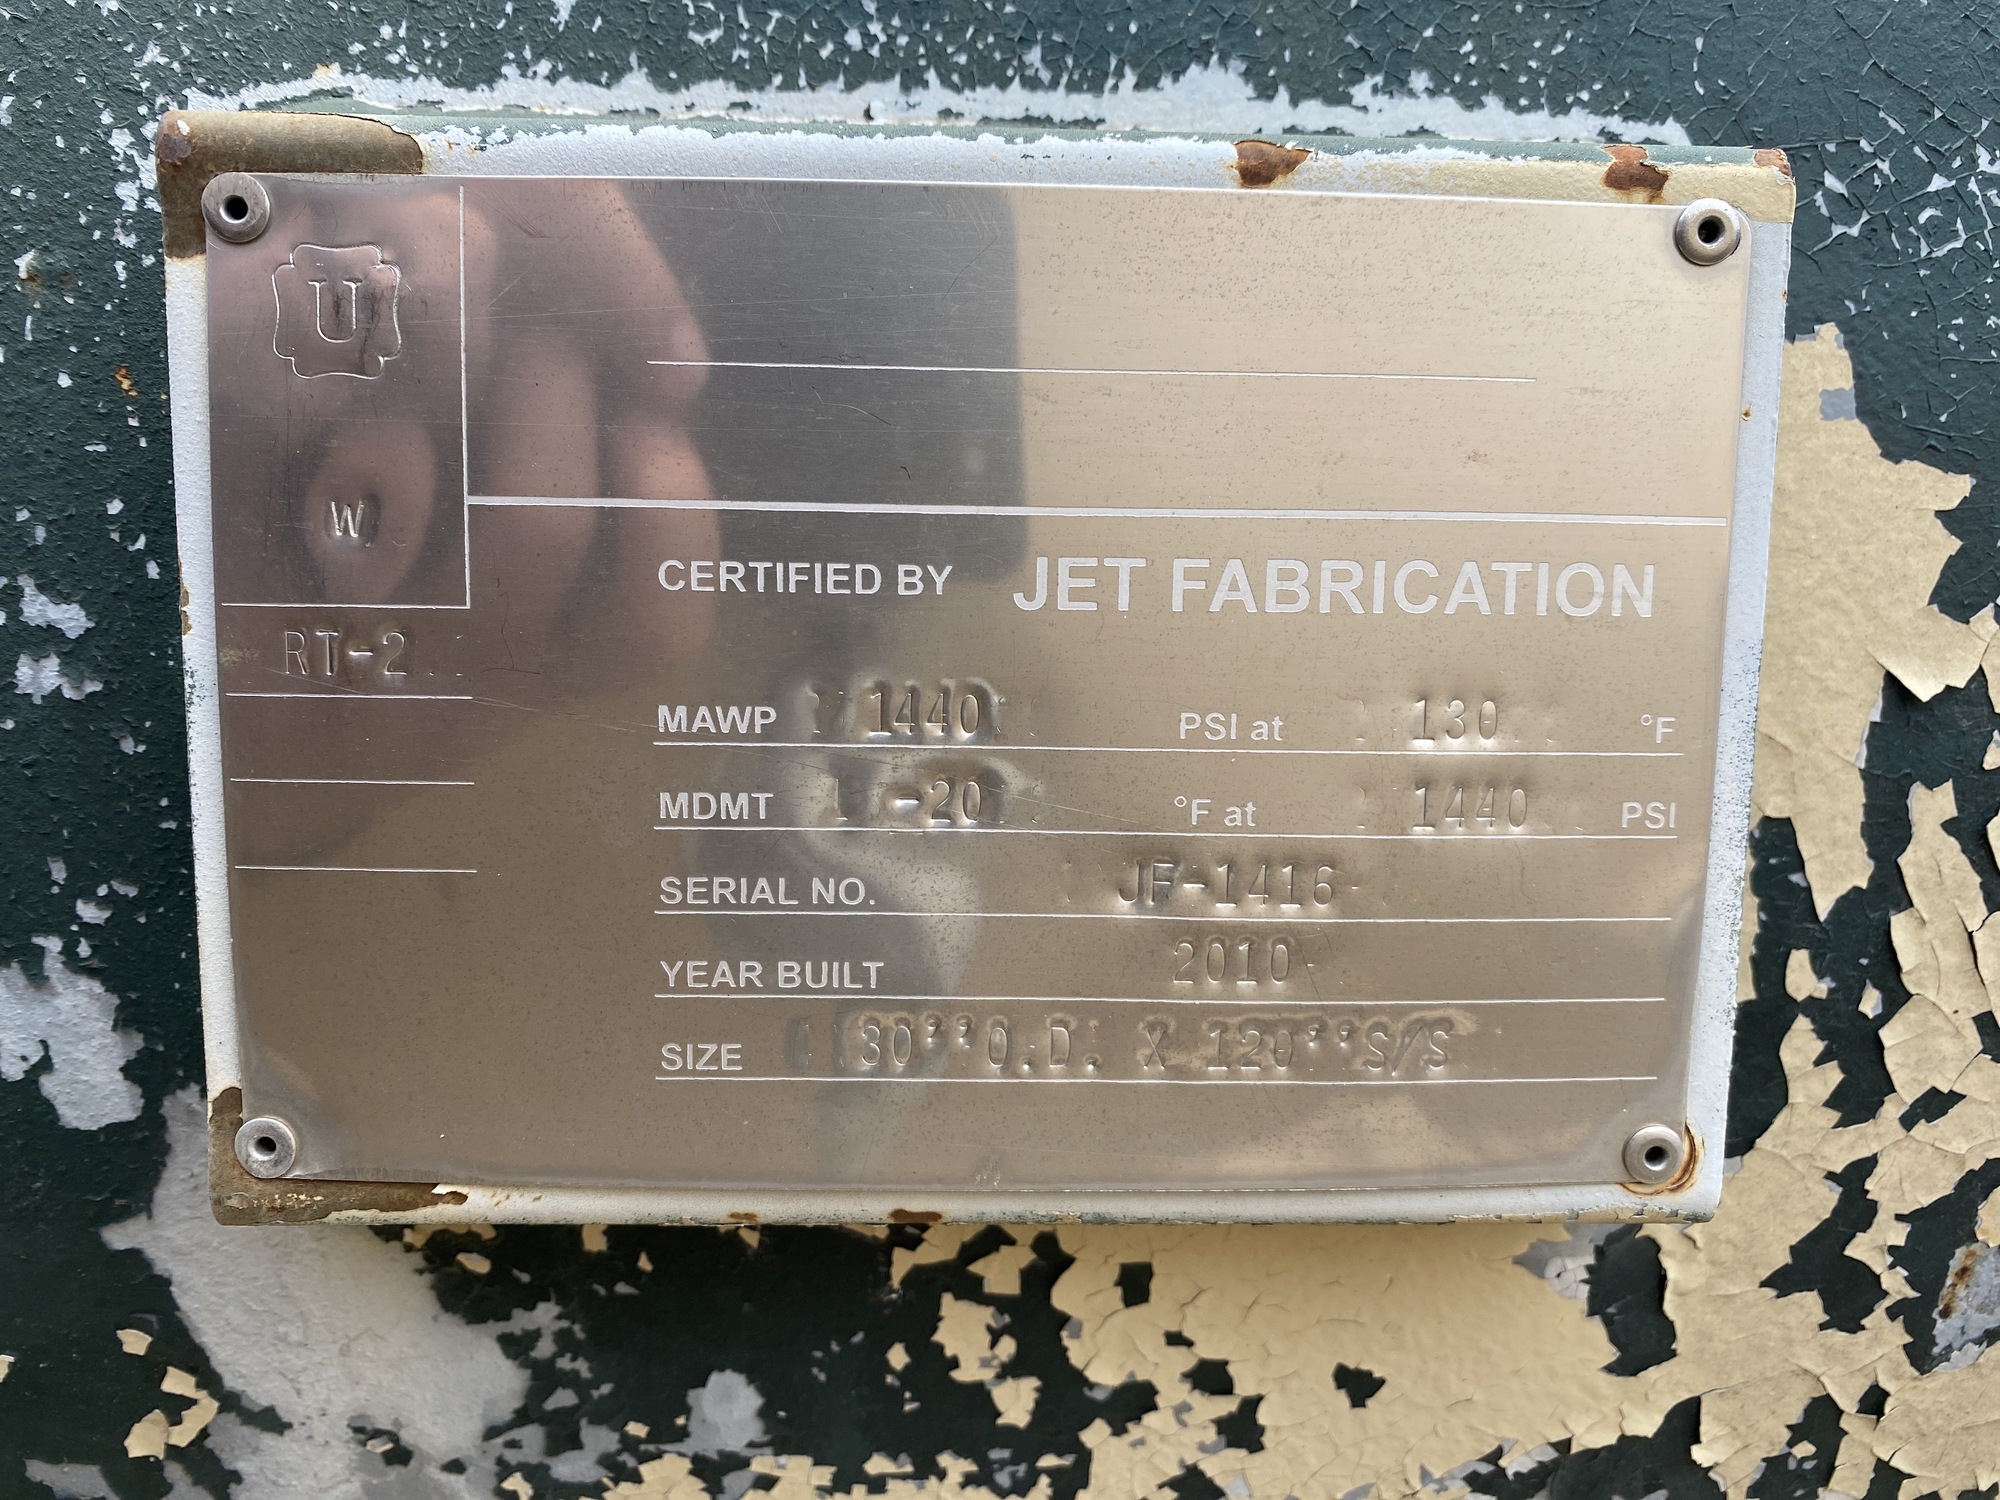 U
W
RT-2
CERTIFIED BY JET FABRICATION
MAWP 1440 PSI at 130 °F
MDMT -20 °F at 1440 PSI
SERIAL NO. JF-1416
YEAR BUILT 2010
SIZE 30''O.D. X 120''S/S